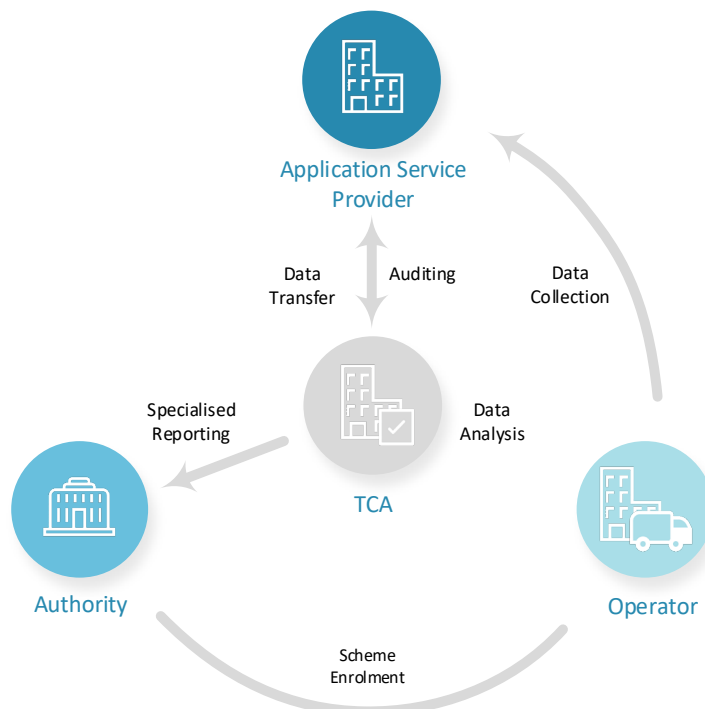 Application Service
Provider
Data
Transfer
Auditing
Data
Collection
Specialised
Reporting
Data
Analysis
TCA
Authority
Operator
Scheme
Enrolment